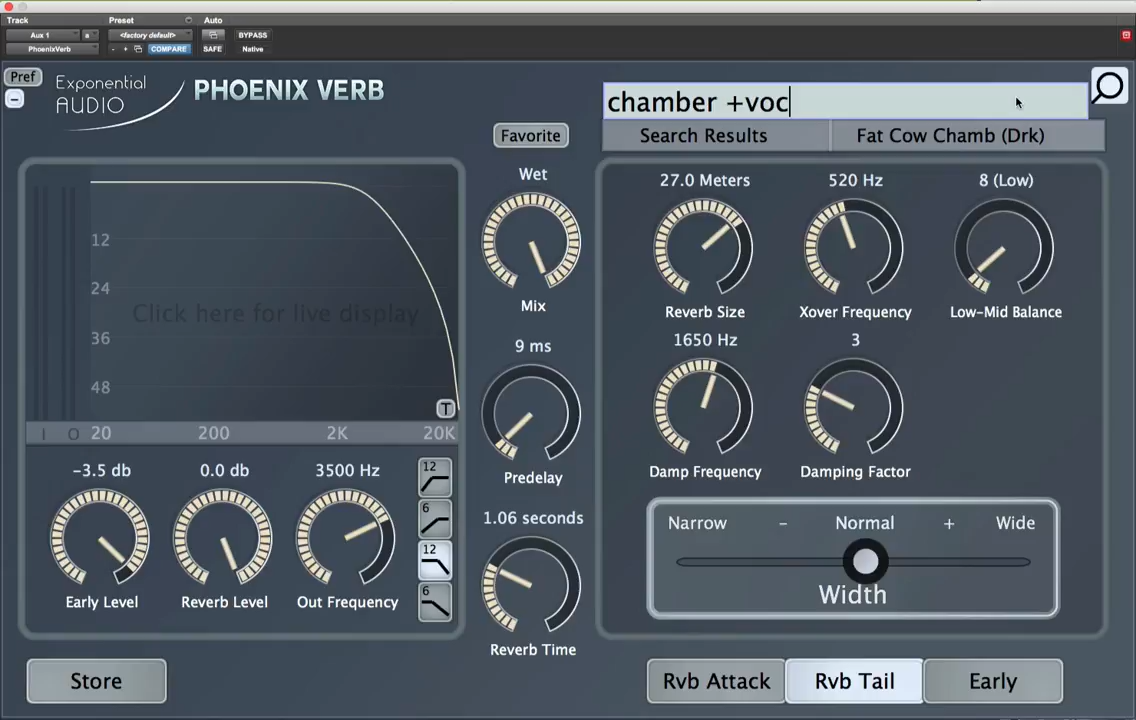 Track
Preset
Auto
Aux 1
a
<factory default>
BYPASS
PhoenixVerb
- +
COMPARE
SAFE
Native
Pref
Exponential
AUDIO
PHOENIX VERB
chamber +voc
Favorite
Search Results
Fat Cow Chamb (Drk)
Wet
27.0 Meters
520 Hz
8 (Low)
12
24
36
48
Click here for live display
T
I O 20 200 2K 20K
Mix
Reverb Size
Xover Frequency
Low-Mid Balance
9 ms
1650 Hz
3
Predelay
Damp Frequency
Damping Factor
-3.5 db
0.0 db
3500 Hz
12
6
12
6
Early Level
Reverb Level
Out Frequency
1.06 seconds
Reverb Time
Narrow - Normal + Wide
Width
Store
Rvb Attack
Rvb Tail
Early